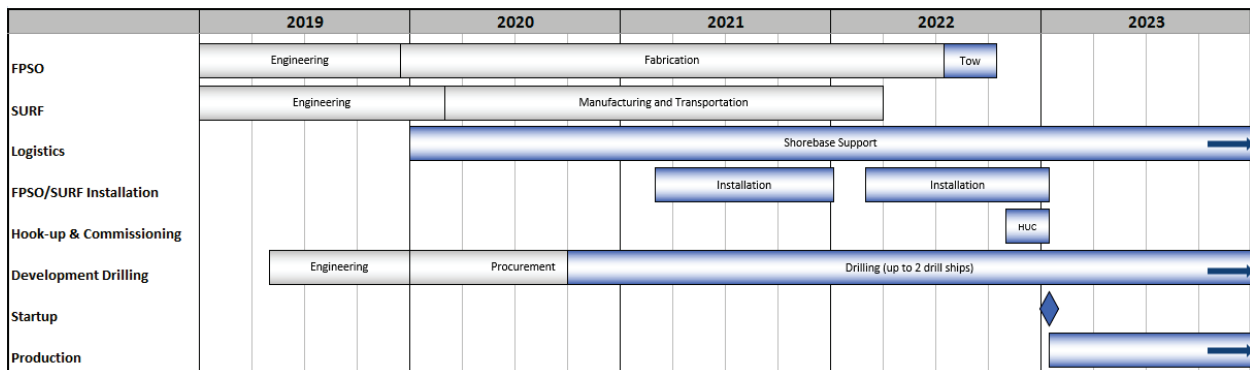 2019 2020 2021 2022 2023
FPSO Engineering Fabrication Tow
SURF Engineering Manufacturing and Transportation
Logistics Shorebase Support
FPSO/SURF Installation Installation Installation
Hook-up & Commissioning HUC
Development Drilling Engineering Procurement Drilling (up to 2 drill ships)
Startup
Production